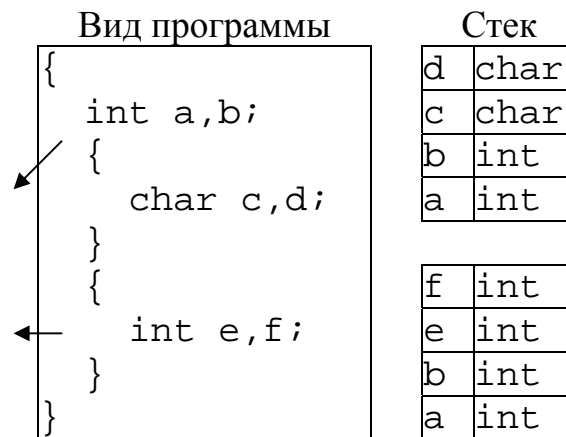 Вид программы
{
int a,b;
{
char c,d;
}
{
int e,f;
}
}
Стек
d char
c char
b int
a int
f int
e int
b int
a int